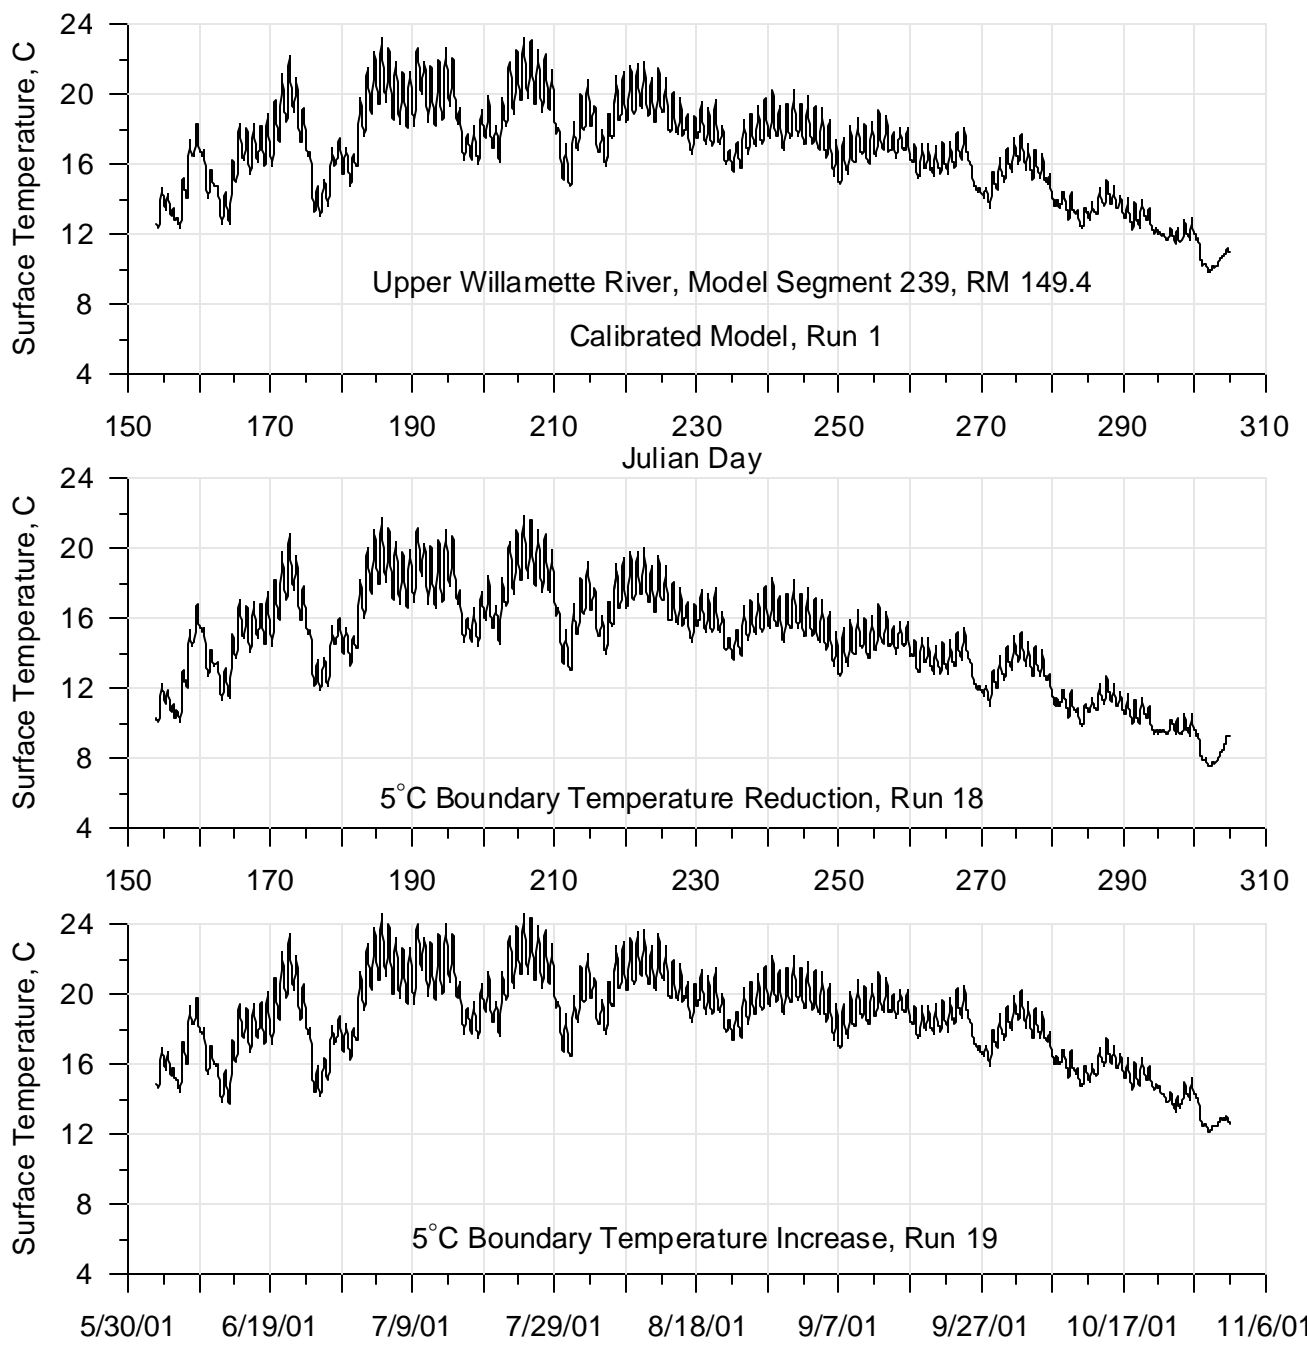 24
20
16
12
8
4
Surface Temperature, C
Upper Willamette River, Model Segment 239, RM 149.4
Calibrated Model, Run 1
150 170 190 210 230 250 270 290 310
Julian Day
24
20
16
12
8
4
Surface Temperature, C
5°C Boundary Temperature Reduction, Run 18
150 170 190 210 230 250 270 290 310
24
20
16
12
8
4
Surface Temperature, C
5°C Boundary Temperature Increase, Run 19
5/30/01 6/19/01 7/9/01 7/29/01 8/18/01 9/7/01 9/27/01 10/17/01 11/6/01